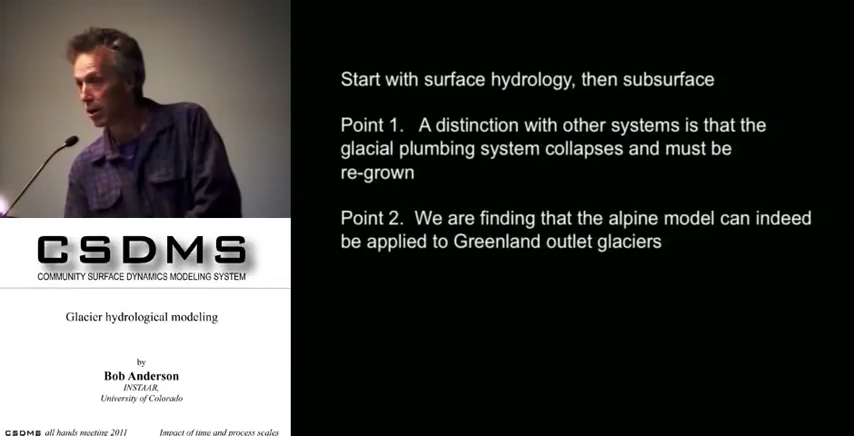 Start with surface hydrology, then subsurface
Point 1. A distinction with other systems is that the
glacial plumbing system collapses and must be
re-grown
Point 2. We are finding that the alpine model can indeed
be applied to Greenland outlet glaciers
CSDMS
COMMUNITY SURFACE DYNAMICS MODELING SYSTEM
Glacier hydrological modeling
by
Bob Anderson
INSTAAR,
University of Colorado
CSDMS all hands meeting 2011 Impact of time and process scales